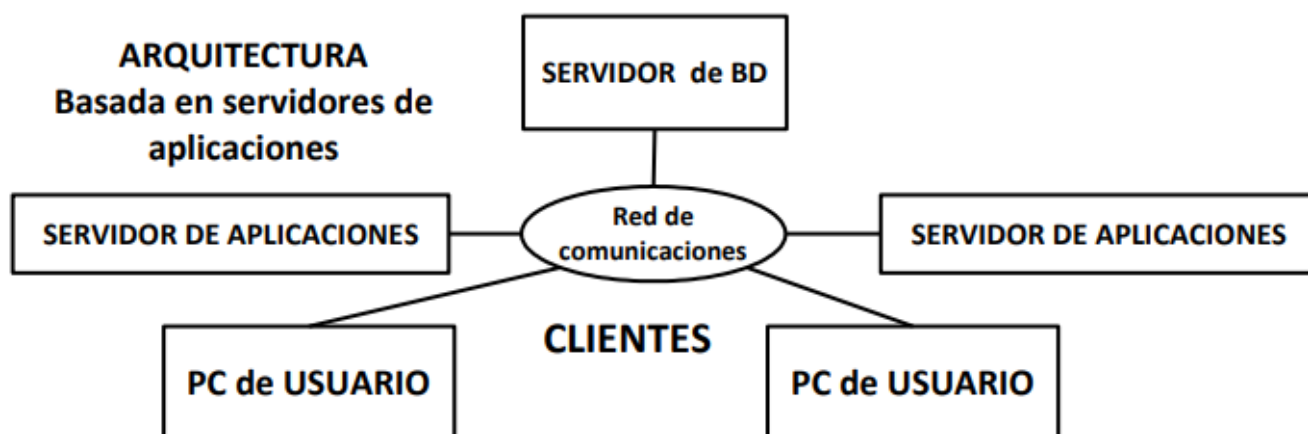 ARQUITECTURA
Basada en servidores de
aplicaciones
SERVIDOR de BD
SERVIDOR DE APLICACIONES
Red de
comunicaciones
SERVIDOR DE APLICACIONES
CLIENTES
PC de USUARIO
PC de USUARIO